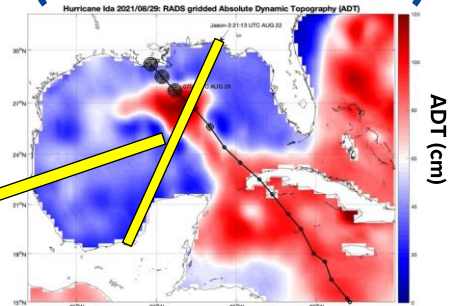 Hurricane Ida 2021/08/29: RADS gridded Absolute Dynamic Topography (ADT)
Jason-3 21:13 UTC AUG 22
30°N
27°N
24°N
21°N
18°N
15°N
UTC AUG 29
120
100
80
60
40
20
0
ADT (cm)